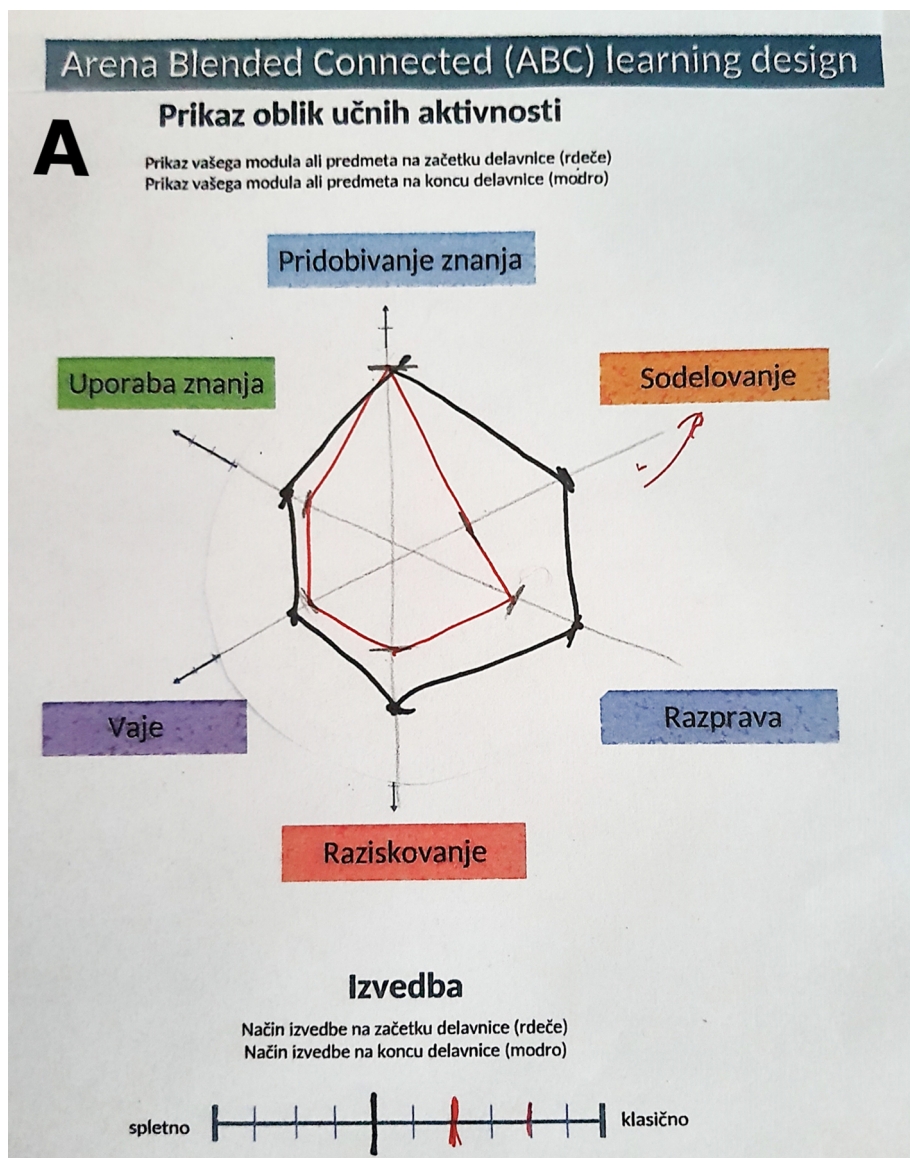 Arena Blended Connected (ABC) learning design
A
Prikaz oblik učnih aktivnosti
Prikaz vašega modula ali predmeta na začetku delavnice (rdeče)
Prikaz vašega modula ali predmeta na koncu delavnice (modro)
Pridobivanje znanja
Uporaba znanja
Sodelovanje
Vaje
Razprava
Raziskovanje
Izvedba
Način izvedbe na začetku delavnice (rdeče)
Način izvedbe na koncu delavnice (modro)
spletno
klasično